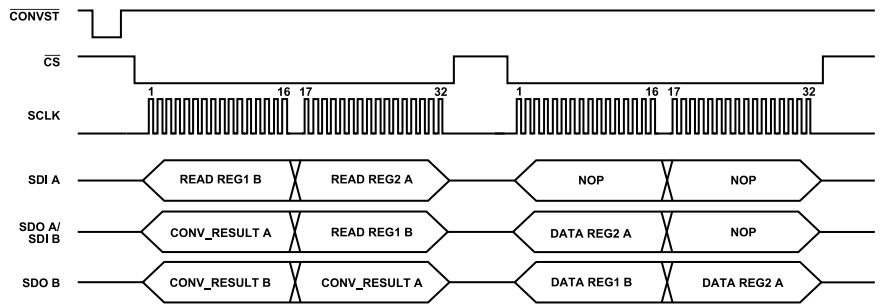 CONVST
CS
1 16 17 32 1 16 17 32
SCLK
SDI A READ REG1 B READ REG2 A NOP NOP
SDO A/
SDI B CONV_RESULT A READ REG1 B DATA REG2 A NOP
SDO B CONV_RESULT B CONV_RESULT A DATA REG1 B DATA REG2 A